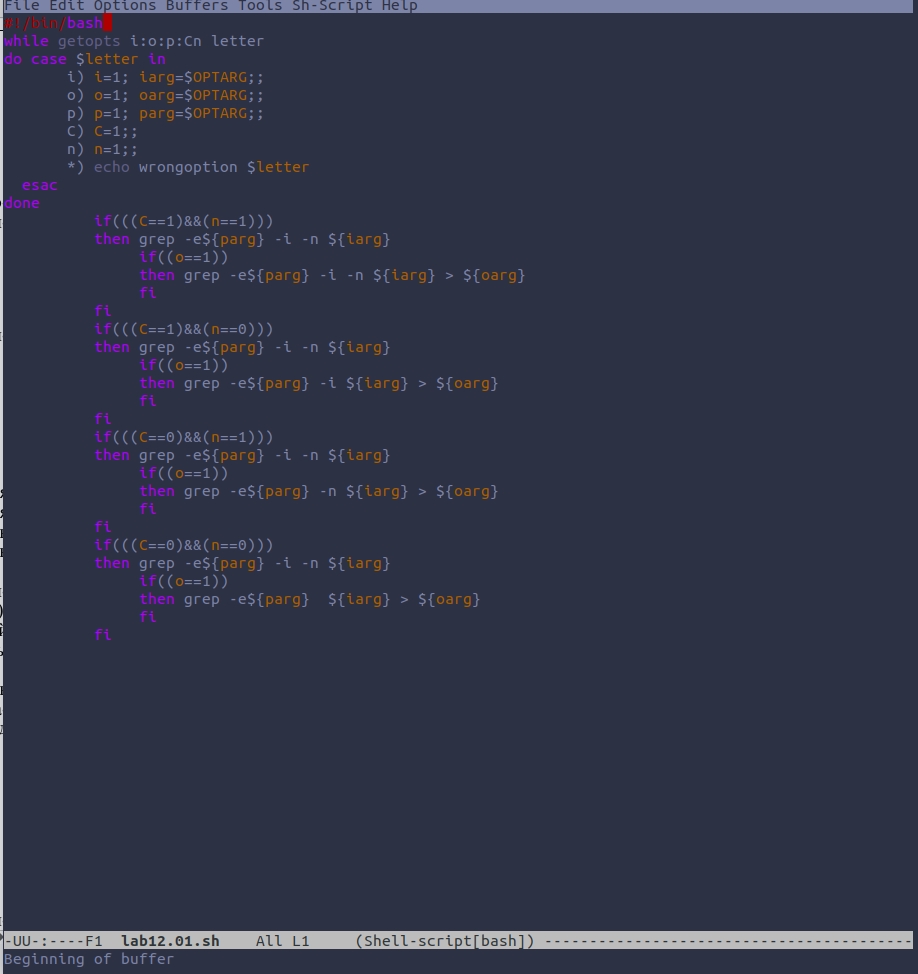 File Edit Options Buffers Tools Sh-Script Help
#!/bin/bash
while getopts i:o:p:Cn letter
do case $letter in
       i) i=1; iarg=$OPTARG;;
       o) o=1; oarg=$OPTARG;;
       p) p=1; parg=$OPTARG;;
       C) C=1;;
       n) n=1;;
       *) echo wrongoption $letter
  esac
done
          if(((C==1)&&(n==1)))
          then grep -e${parg} -i -n ${iarg}
               if((o==1))
               then grep -e${parg} -i -n ${iarg} > ${oarg}
               fi
          fi
          if(((C==1)&&(n==0)))
          then grep -e${parg} -i -n ${iarg}
               if((o==1))
               then grep -e${parg} -i ${iarg} > ${oarg}
               fi
          fi
          if(((C==0)&&(n==1)))
          then grep -e${parg} -i -n ${iarg}
               if((o==1))
               then grep -e${parg} -n ${iarg} > ${oarg}
               fi
          fi
          if(((C==0)&&(n==0)))
          then grep -e${parg} -i -n ${iarg}
               if((o==1))
               then grep -e${parg}  ${iarg} > ${oarg}
               fi
          fi
-UU-:----F1  lab12.01.sh    All L1     (Shell-script[bash]) -----------------------------------------
Beginning of buffer